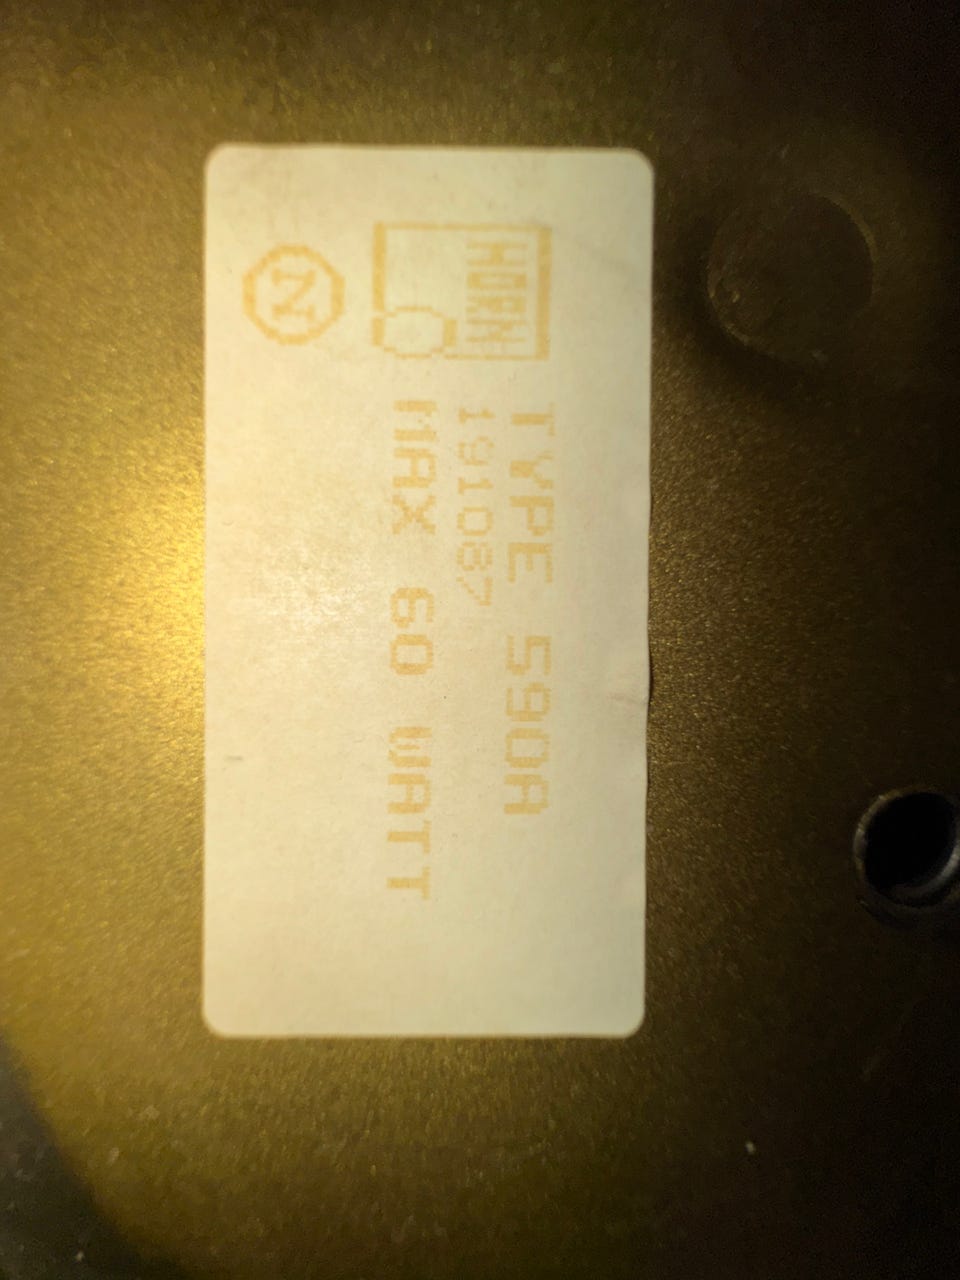 HORN
TYPE 590A
191087
MAX 60 WATT
N